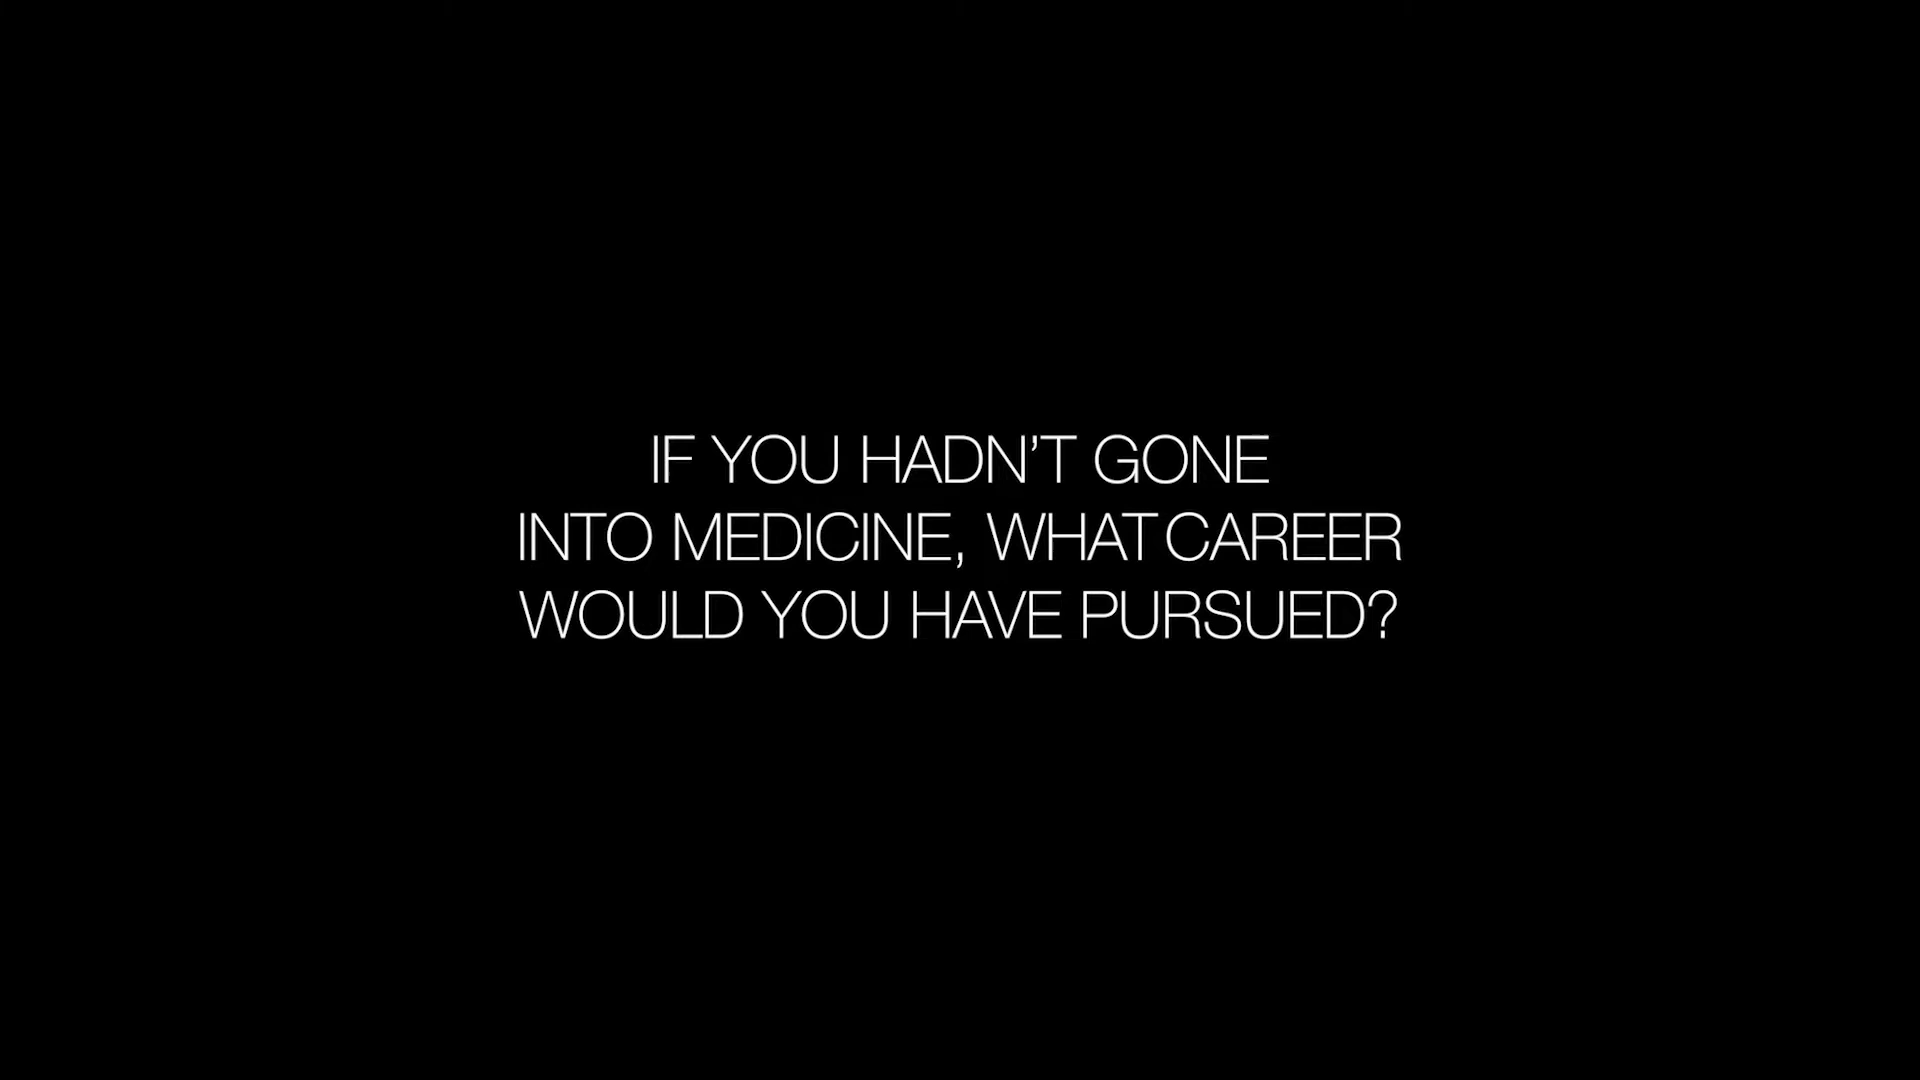 IF YOU HADN’T GONE
INTO MEDICINE, WHAT CAREER
WOULD YOU HAVE PURSUED?